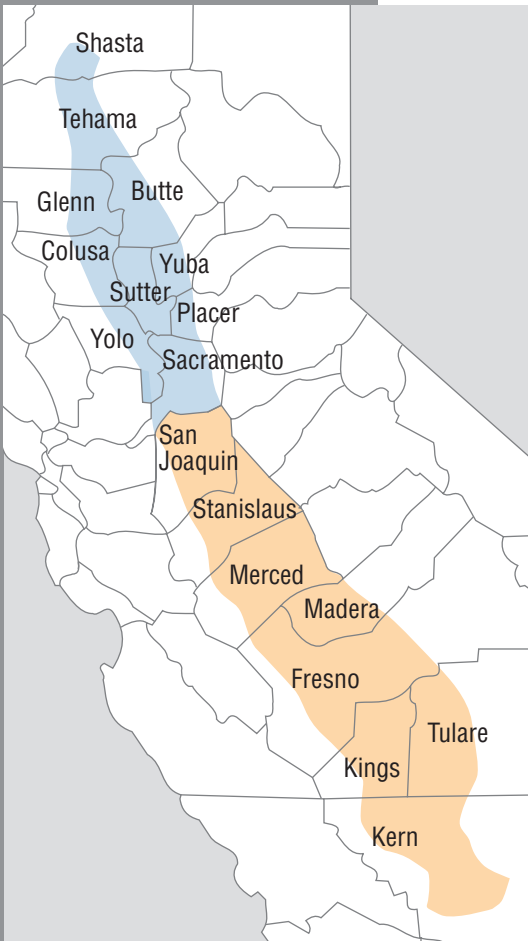 Shasta
Tehama
Butte
Glenn
Colusa
Yuba
Sutter
Placer
Yolo
Sacramento
San
Joaquin
Stanislaus
Merced
Madera
Fresno
Tulare
Kings
Kern